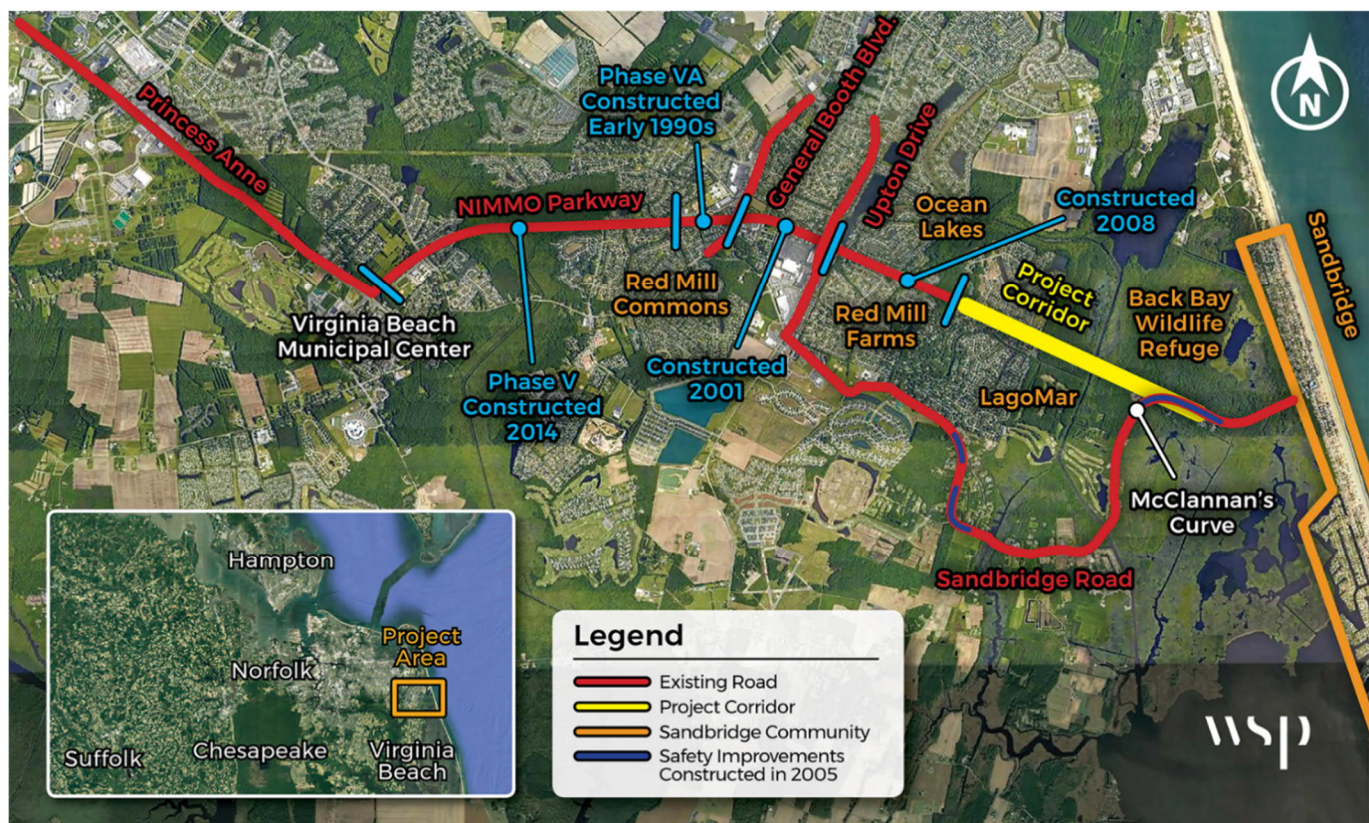 Princess Anne
NIMMO Parkway
Phase VA
Constructed
Early 1990s
General Booth Blvd.
Upton Drive
Ocean
Lakes
Constructed
2008
N
Sandbridge
Project
Corridor
Back Bay
Wildlife
Refuge
Red Mill
Commons
Red Mill
Farms
Virginia Beach
Municipal Center
Phase V
Constructed
2014
Constructed
2001
LagoMar
McClannan's
Curve
Sandbridge Road
Hampton
Project
Area
Norfolk
Suffolk
Chesapeake
Virginia
Beach
Legend
Existing Road
Project Corridor
Sandbridge Community
Safety Improvements
Constructed in 2005
wsp